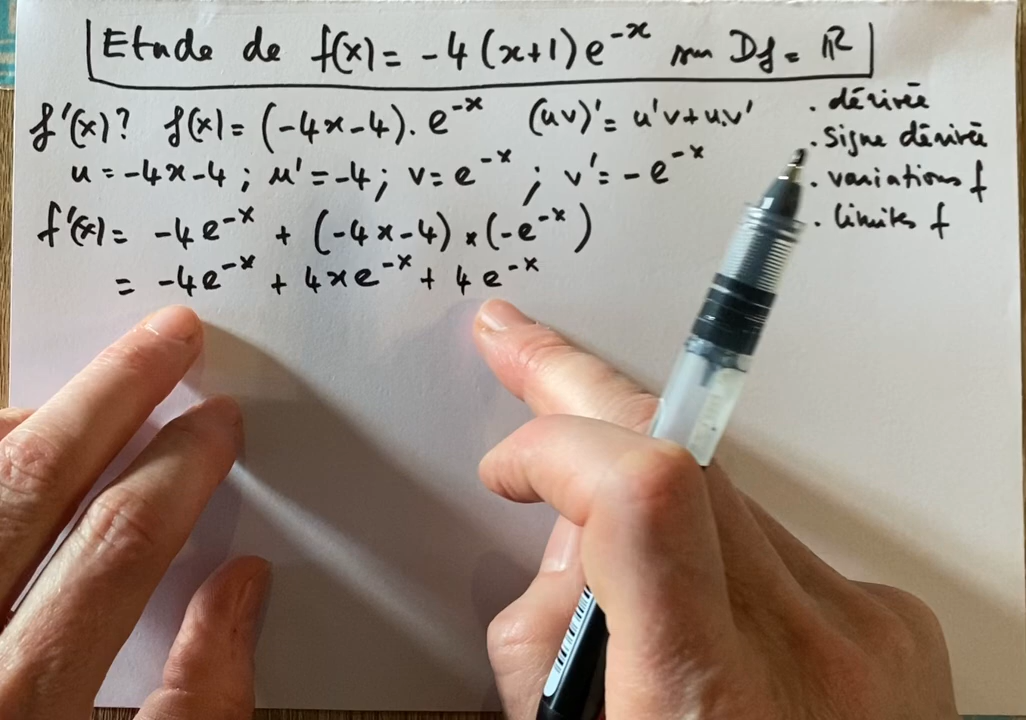 Etude de f(x) = -4 (x+1) e^{-x} sur Df = ℝ
f'(x)? f(x) = (-4x-4). e^{-x} (uv)' = u'v+u.v'
u = -4x-4 ; u' = -4 ; v = e^{-x} ; v' = -e^{-x}
f'(x) = -4e^{-x} + (-4x-4) × (-e^{-x})
= -4e^{-x} + 4xe^{-x} + 4e^{-x}
. dérivée
. signe dérivée
. variations f
. limites f